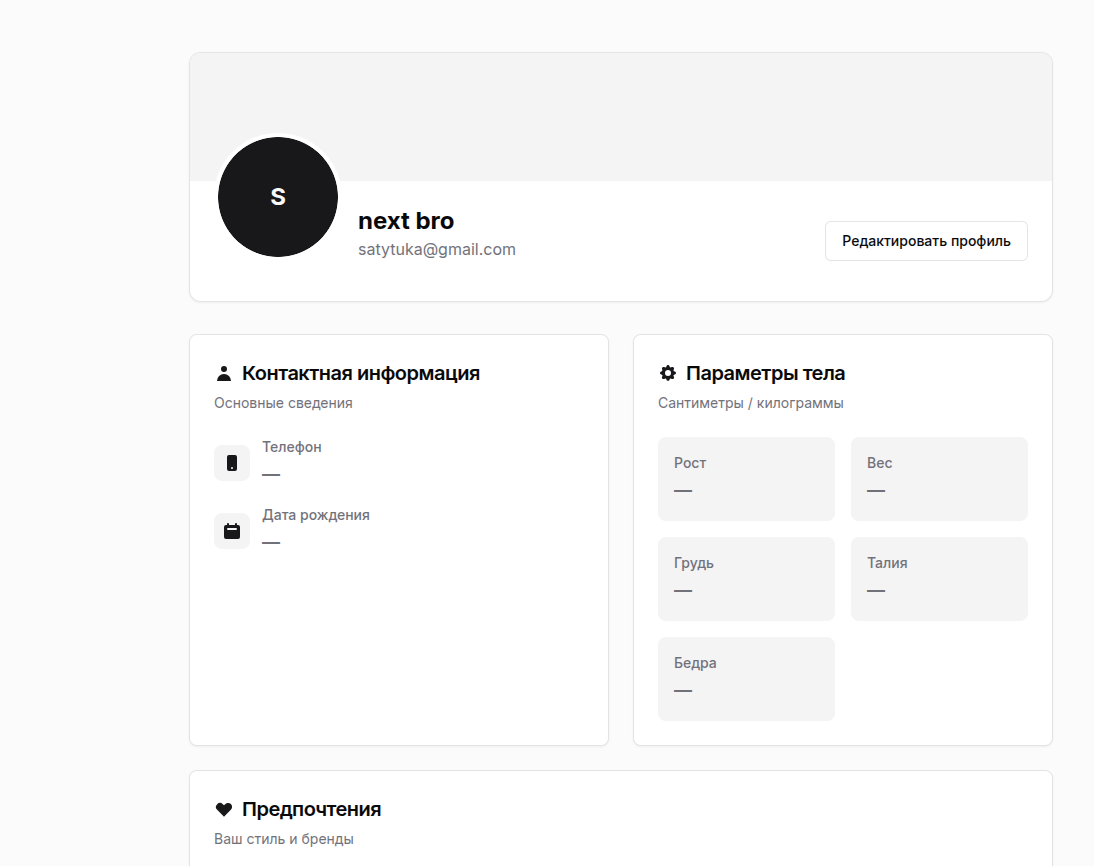 S
next bro
satytuka@gmail.com
Редактировать профиль
Контактная информация
Основные сведения
Телефон
—
Дата рождения
—
Параметры тела
Сантиметры / килограммы
Рост
—
Вес
—
Грудь
—
Талия
—
Бедра
—
Предпочтения
Ваш стиль и бренды